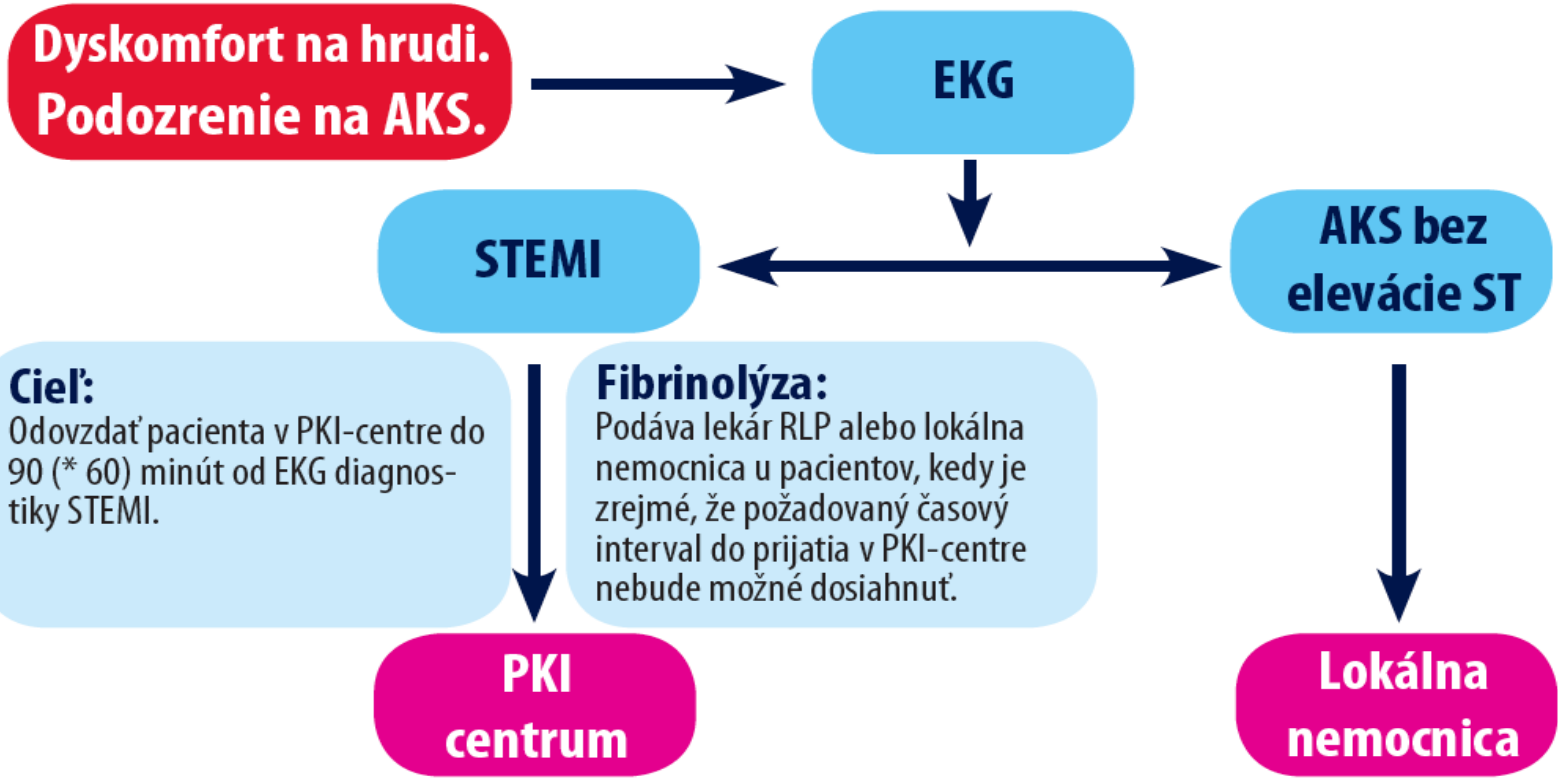 Dyskomfort na hrudi.
Podozrenie na AKS.
EKG
STEMI
AKS bez
elevácie ST
Cieľ:
Odovzdať pacienta v PKI-centre do
90 (* 60) minút od EKG diagnos-
tiky STEMI.
Fibrinolýza:
Podáva lekár RLP alebo lokálna
nemocnica u pacientov, kedy je
zrejmé, že požadovaný časový
interval do prijatia v PKI-centre
nebude možné dosiahnuť.
PKI
centrum
Lokálna
nemocnica